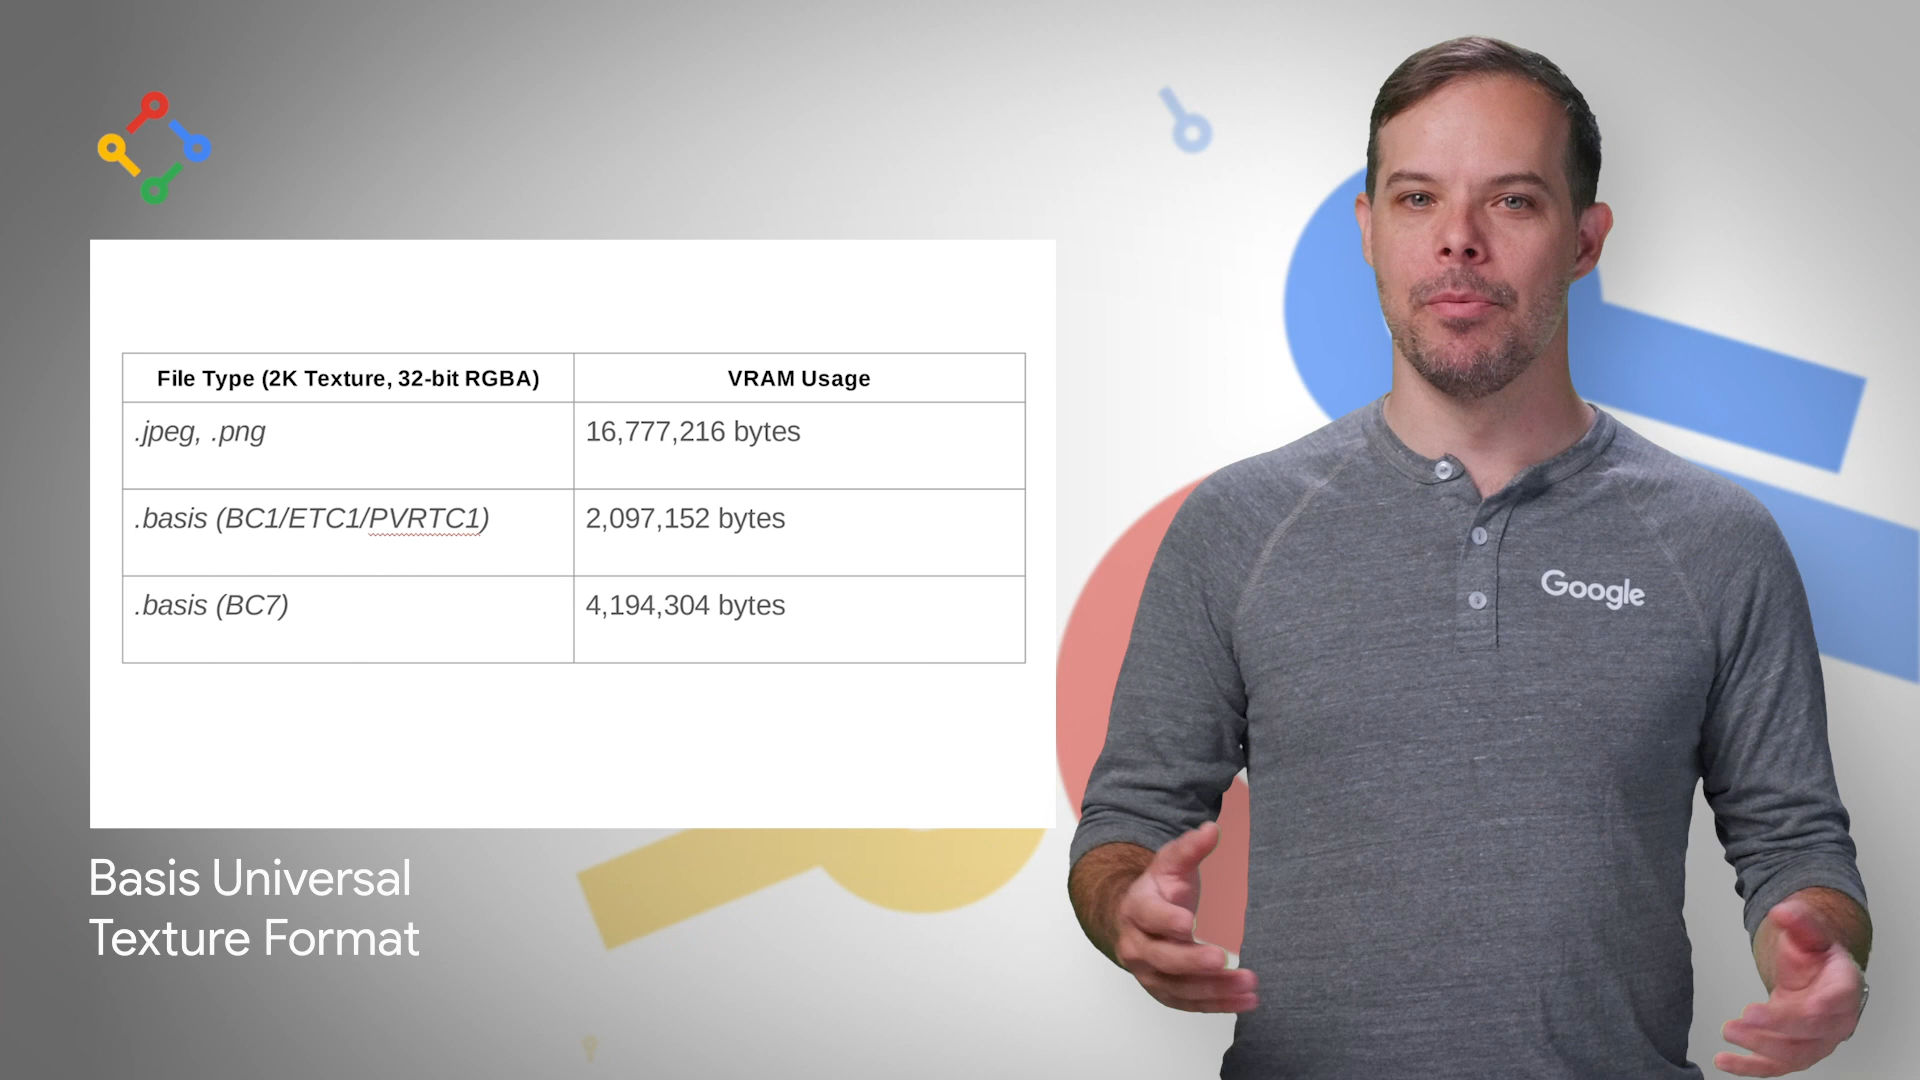 File Type (2K Texture, 32-bit RGBA) VRAM Usage
.jpeg, .png 16,777,216 bytes
.basis (BC1/ETC1/PVRTC1) 2,097,152 bytes
.basis (BC7) 4,194,304 bytes
Google
Basis Universal
Texture Format